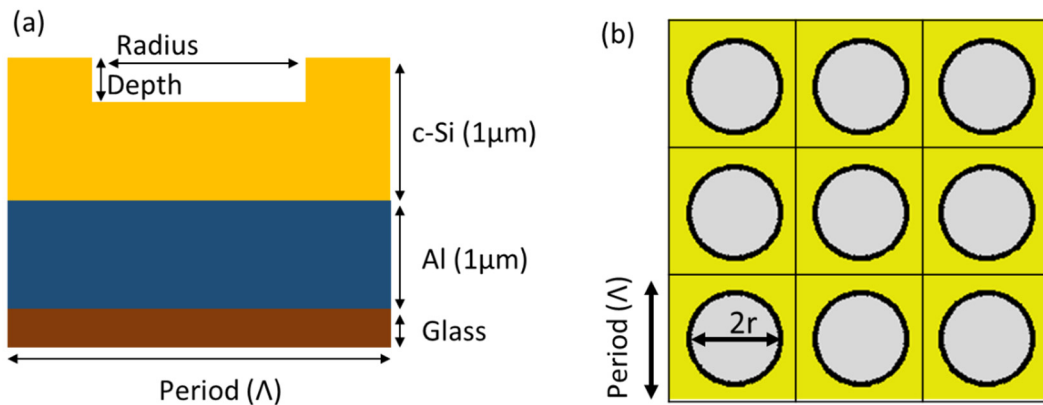 (a)
Radius
Depth
c-Si (1μm)
Al (1μm)
Glass
Period (Λ)
(b)
2r
Period (Λ)